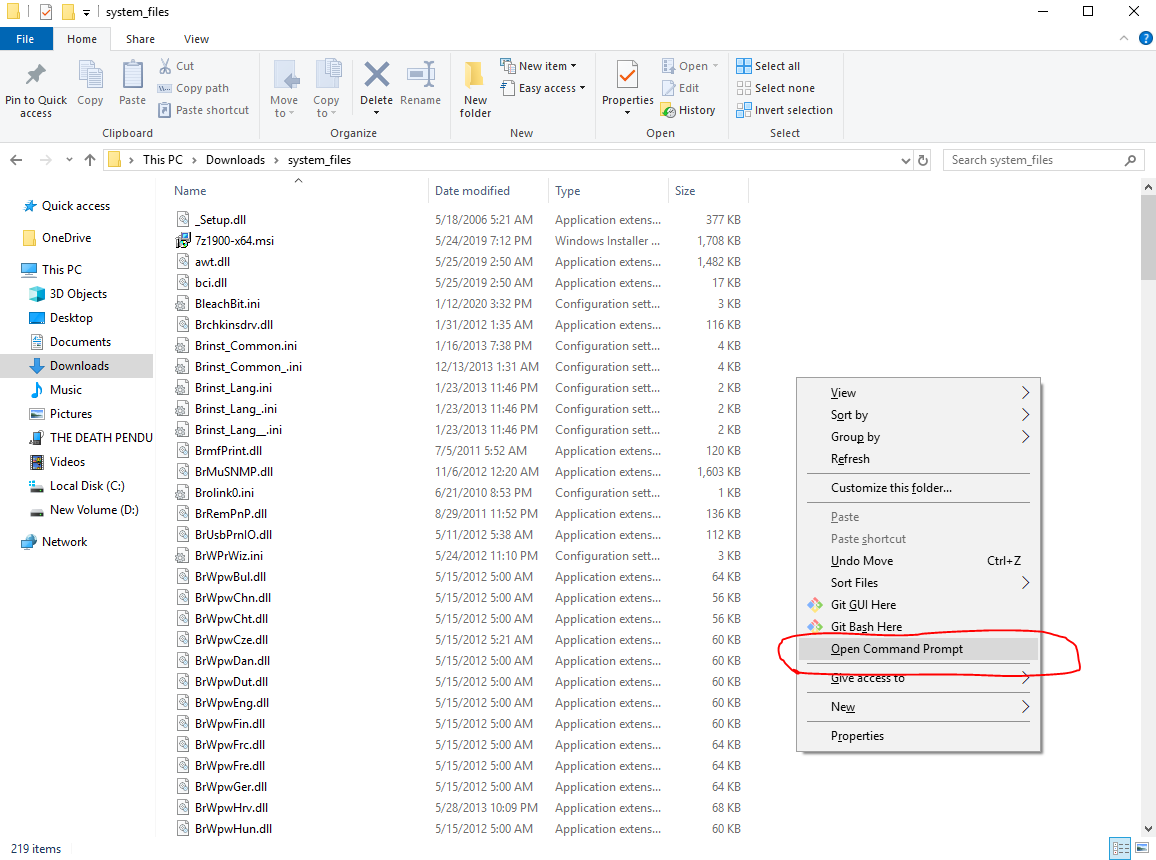 system_files
File Home Share View
Pin to Quick access
Copy
Paste
Cut
Copy path
Paste shortcut
Clipboard
Move to
Copy to
Delete
Rename
Organize
New folder
New item
Easy access
New
Properties
Open
Edit
History
Open
Select all
Select none
Invert selection
Select
This PC Downloads system_files
Search system_files
Quick access
OneDrive
This PC
3D Objects
Desktop
Documents
Downloads
Music
Pictures
THE DEATH PENDU
Videos
Local Disk (C:)
New Volume (D:)
Network
Name Date modified Type Size
_Setup.dll 5/18/2006 5:21 AM Application extens... 377 KB
7z1900-x64.msi 5/24/2019 7:12 PM Windows Installer ... 1,708 KB
awt.dll 5/25/2019 2:50 AM Application extens... 1,482 KB
bci.dll 5/25/2019 2:50 AM Application extens... 17 KB
BleachBit.ini 1/12/2020 3:32 PM Configuration sett... 3 KB
Brchkinsdrv.dll 1/31/2012 1:35 AM Application extens... 116 KB
Brinst_Common.ini 1/16/2013 7:38 PM Configuration sett... 4 KB
Brinst_Common_.ini 12/13/2013 1:31 AM Configuration sett... 4 KB
Brinst_Lang.ini 1/23/2013 11:46 PM Configuration sett... 2 KB
Brinst_Lang_.ini 1/23/2013 11:46 PM Configuration sett... 2 KB
Brinst_Lang__.ini 1/23/2013 11:46 PM Configuration sett... 2 KB
BrmfPrint.dll 7/5/2011 5:52 AM Application extens... 120 KB
BrMuSNMP.dll 11/6/2012 12:20 AM Application extens... 1,603 KB
Brolink0.ini 6/21/2010 8:53 PM Configuration sett... 1 KB
BrRemPnP.dll 8/29/2011 11:52 PM Application extens... 136 KB
BrUsbPrnIO.dll 5/11/2012 5:38 AM Application extens... 112 KB
BrWPrWiz.ini 5/24/2012 11:10 PM Configuration sett... 3 KB
BrWpwBul.dll 5/15/2012 5:00 AM Application extens... 64 KB
BrWpwChn.dll 5/15/2012 5:00 AM Application extens... 56 KB
BrWpwCht.dll 5/15/2012 5:00 AM Application extens... 56 KB
BrWpwCze.dll 5/15/2012 5:21 AM Application extens... 60 KB
BrWpwDan.dll 5/15/2012 5:00 AM Application extens... 60 KB
BrWpwDut.dll 5/15/2012 5:00 AM Application extens... 60 KB
BrWpwEng.dll 5/15/2012 5:00 AM Application extens... 60 KB
BrWpwFin.dll 5/15/2012 5:00 AM Application extens... 60 KB
BrWpwFrc.dll 5/15/2012 5:00 AM Application extens... 64 KB
BrWpwFre.dll 5/15/2012 5:00 AM Application extens... 64 KB
BrWpwGer.dll 5/15/2012 5:00 AM Application extens... 64 KB
BrWpwHrv.dll 5/28/2013 10:09 PM Application extens... 68 KB
BrWpwHun.dll 5/15/2012 5:00 AM Application extens... 60 KB
View
Sort by
Group by
Refresh
Customize this folder...
Paste
Paste shortcut
Undo Move Ctrl+Z
Sort Files
Git GUI Here
Git Bash Here
Open Command Prompt
Give access to
New
Properties
219 items